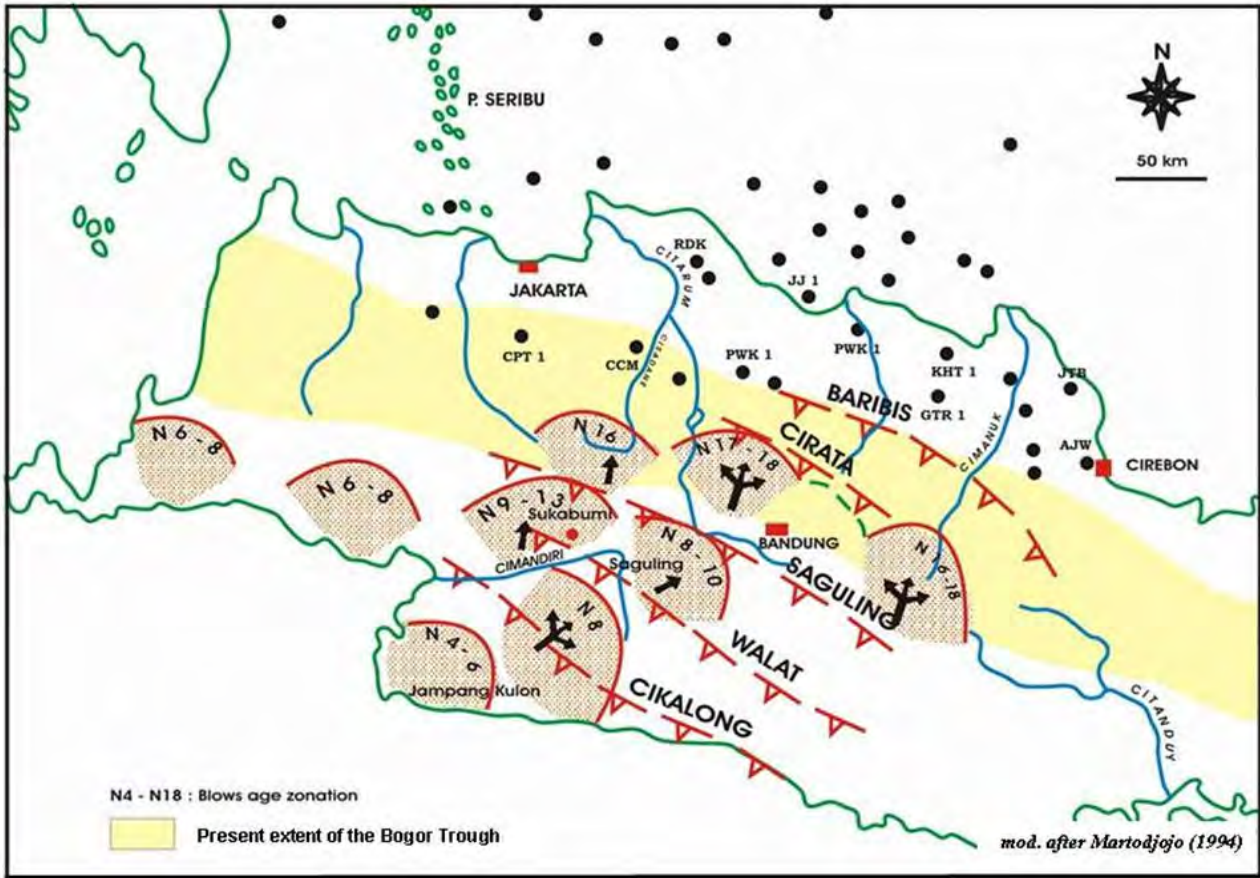 P. SERIBU
N
50 km
RDK
CITARUM
JJ 1
JAKARTA
CPT 1
CCM
CISADANE
PWK 1
PWK 1
KHT 1
JTB
GTR 1
BARIBIS
CIMANUK
AJW
CIREBON
N 6 - 8
N 6 - 8
N 16
N 17 - 18
CIRATA
N 9 - 13
Sukabumi
BANDUNG
CIMANDIRI
Saguling
N 8 - 10
SAGULING
N 16 - 18
N 8
N 4 - 6
Jampang Kulon
WALAT
CIKALONG
CITANDUY
N4 - N18 : Blows age zonation
Present extent of the Bogor Trough
mod. after Martodjojo (1994)